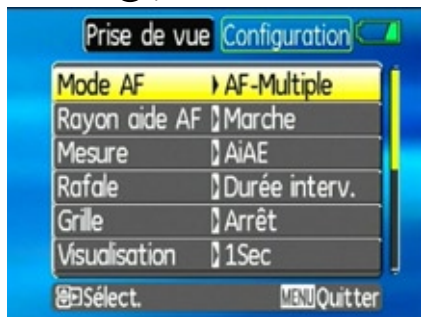 Prise de vue Configuration
Mode AF AF-Multiple
Rayon aide AF Marche
Mesure AiAE
Rafale Durée interv.
Grille Arrêt
Visualisation 1Sec
Sélect. MENU Quitter